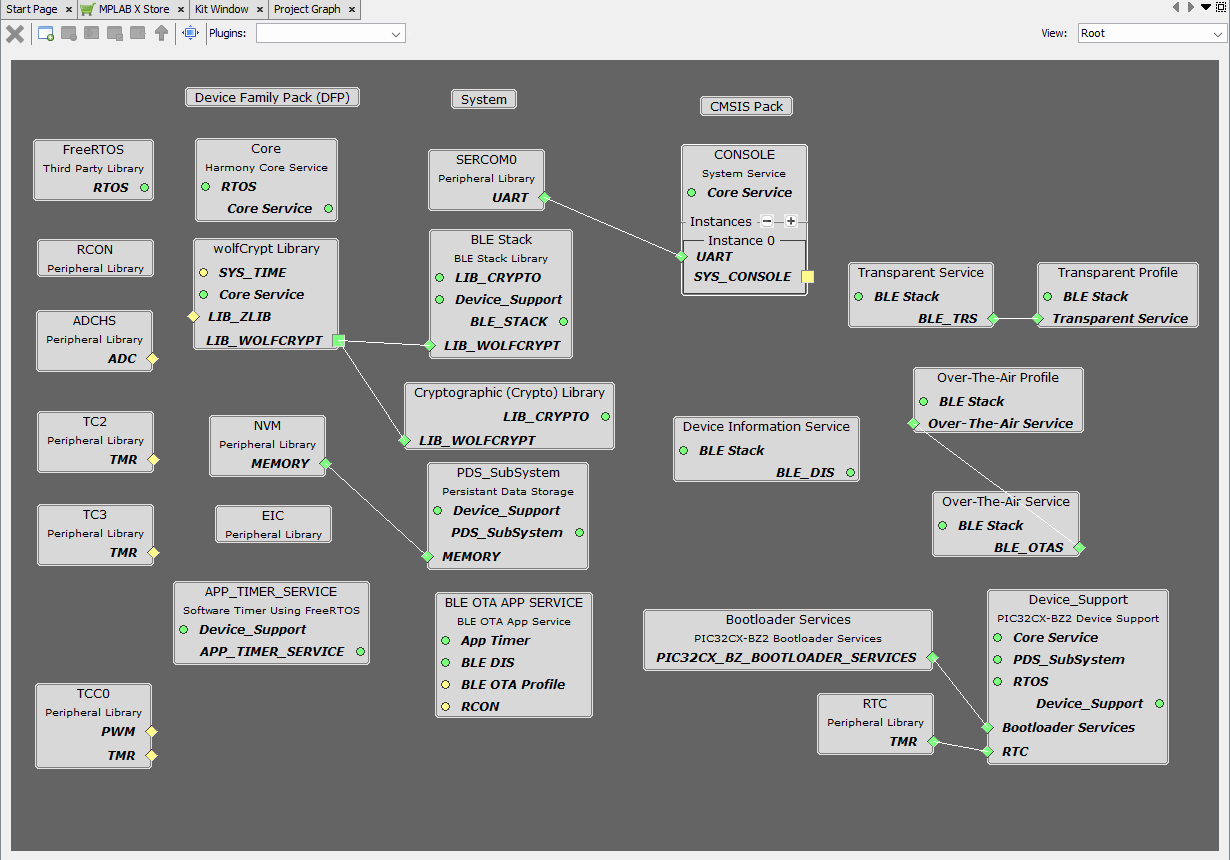 Start Page
MPLAB X Store
Kit Window
Project Graph
Plugins:
View:
Root
Device Family Pack (DFP)
System
CMSIS Pack
FreeRTOS
Third Party Library
RTOS
Core
Harmony Core Service
RTOS
Core Service
SERCOM0
Peripheral Library
UART
CONSOLE
System Service
Core Service
Instances
Instance 0
UART
SYS_CONSOLE
RCON
Peripheral Library
wolfCrypt Library
SYS_TIME
Core Service
LIB_ZLIB
LIB_WOLFCRYPT
BLE Stack
BLE Stack Library
LIB_CRYPTO
Device_Support
BLE_STACK
LIB_WOLFCRYPT
Transparent Service
BLE Stack
BLE_TRS
Transparent Profile
BLE Stack
Transparent Service
ADCHS
Peripheral Library
ADC
Cryptographic (Crypto) Library
LIB_CRYPTO
LIB_WOLFCRYPT
Over-The-Air Profile
BLE Stack
Over-The-Air Service
TC2
Peripheral Library
TMR
NVM
Peripheral Library
MEMORY
Device Information Service
BLE Stack
BLE_DIS
PDS_SubSystem
Persistant Data Storage
Device_Support
PDS_SubSystem
MEMORY
Over-The-Air Service
BLE Stack
BLE_OTAS
TC3
Peripheral Library
TMR
EIC
Peripheral Library
APP_TIMER_SERVICE
Software Timer Using FreeRTOS
Device_Support
APP_TIMER_SERVICE
BLE OTA APP SERVICE
BLE OTA App Service
App Timer
BLE DIS
BLE OTA Profile
RCON
Bootloader Services
PIC32CX-BZ2 Bootloader Services
PIC32CX_BZ_BOOTLOADER_SERVICES
Device_Support
PIC32CX-BZ2 Device Support
Core Service
PDS_SubSystem
RTOS
Device_Support
Bootloader Services
RTC
TCC0
Peripheral Library
PWM
TMR
RTC
Peripheral Library
TMR